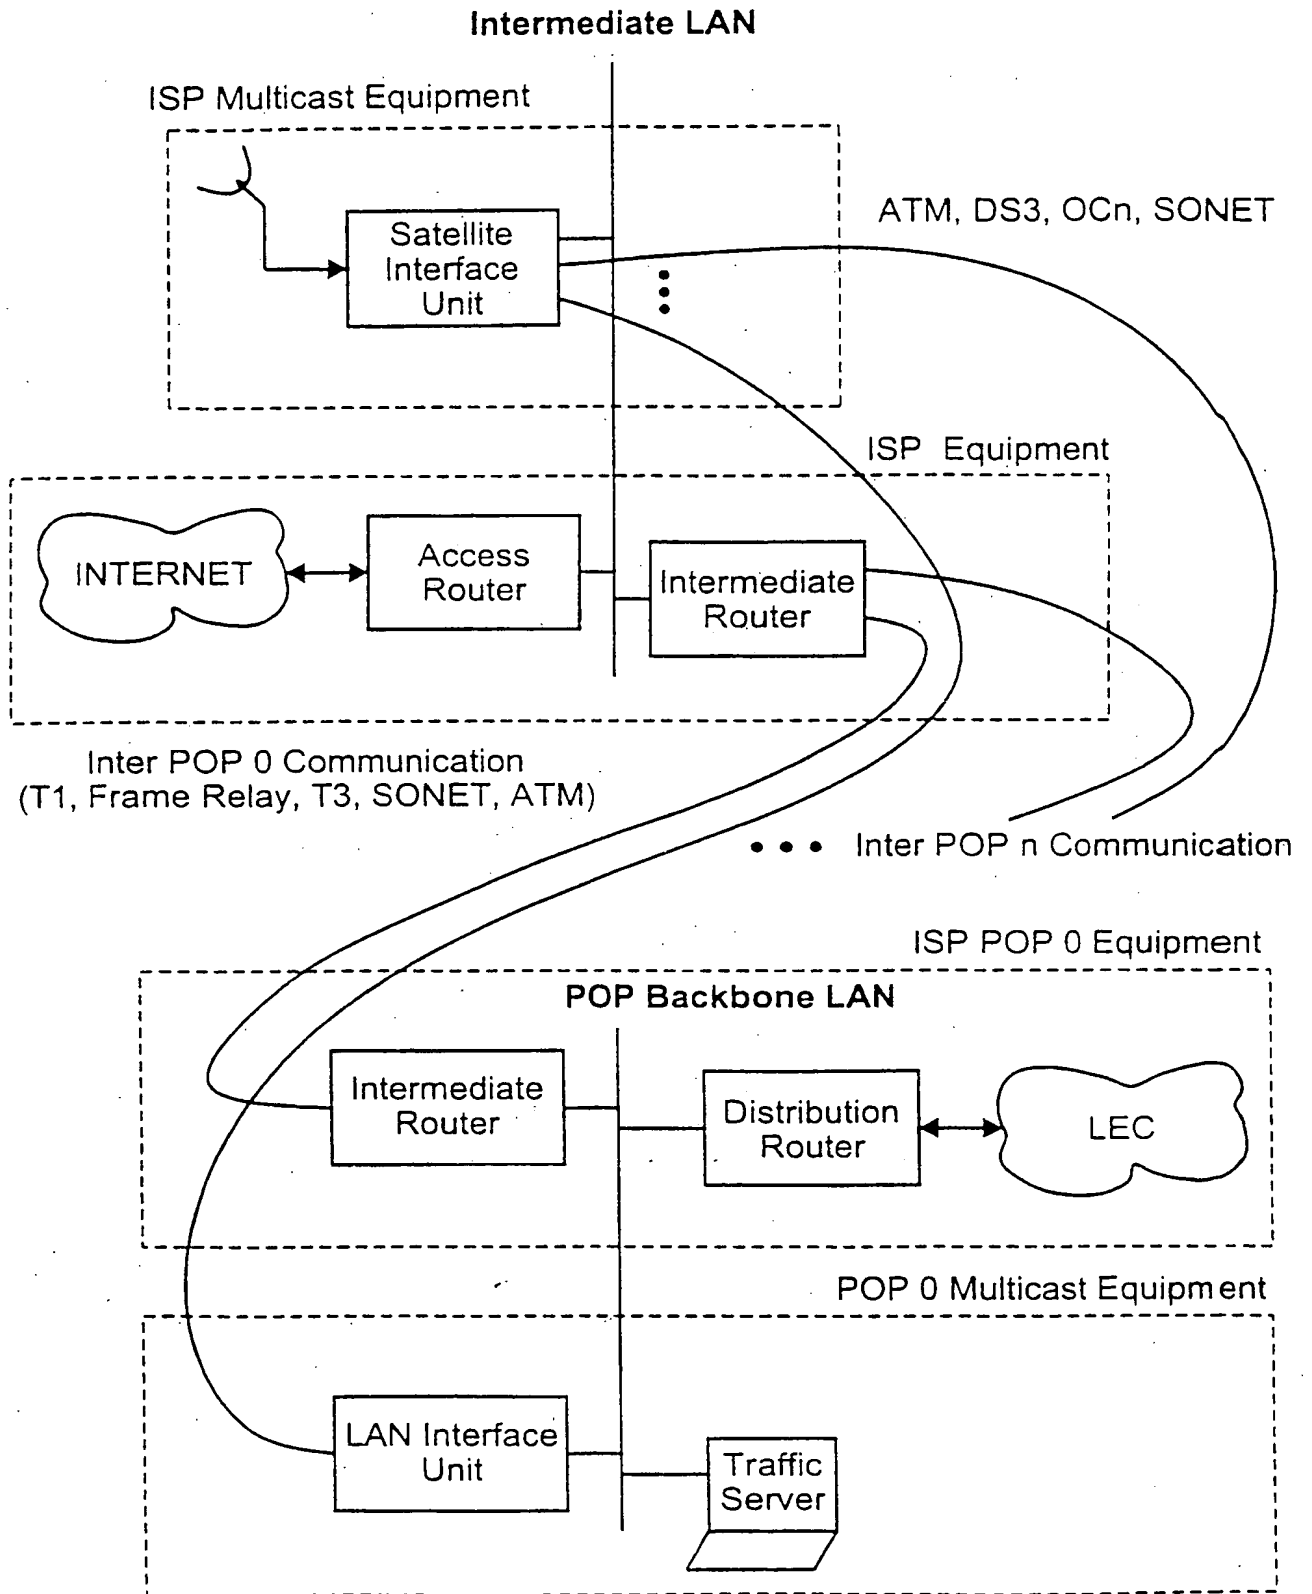 Intermediate LAN
ISP Multicast Equipment
Satellite
Interface
Unit
ATM, DS3, OCn, SONET
ISP Equipment
INTERNET
Access
Router
Intermediate
Router
Inter POP 0 Communication
(T1, Frame Relay, T3, SONET, ATM)
Inter POP n Communication
ISP POP 0 Equipment
POP Backbone LAN
Intermediate
Router
Distribution
Router
LEC
POP 0 Multicast Equipment
LAN Interface
Unit
Traffic
Server